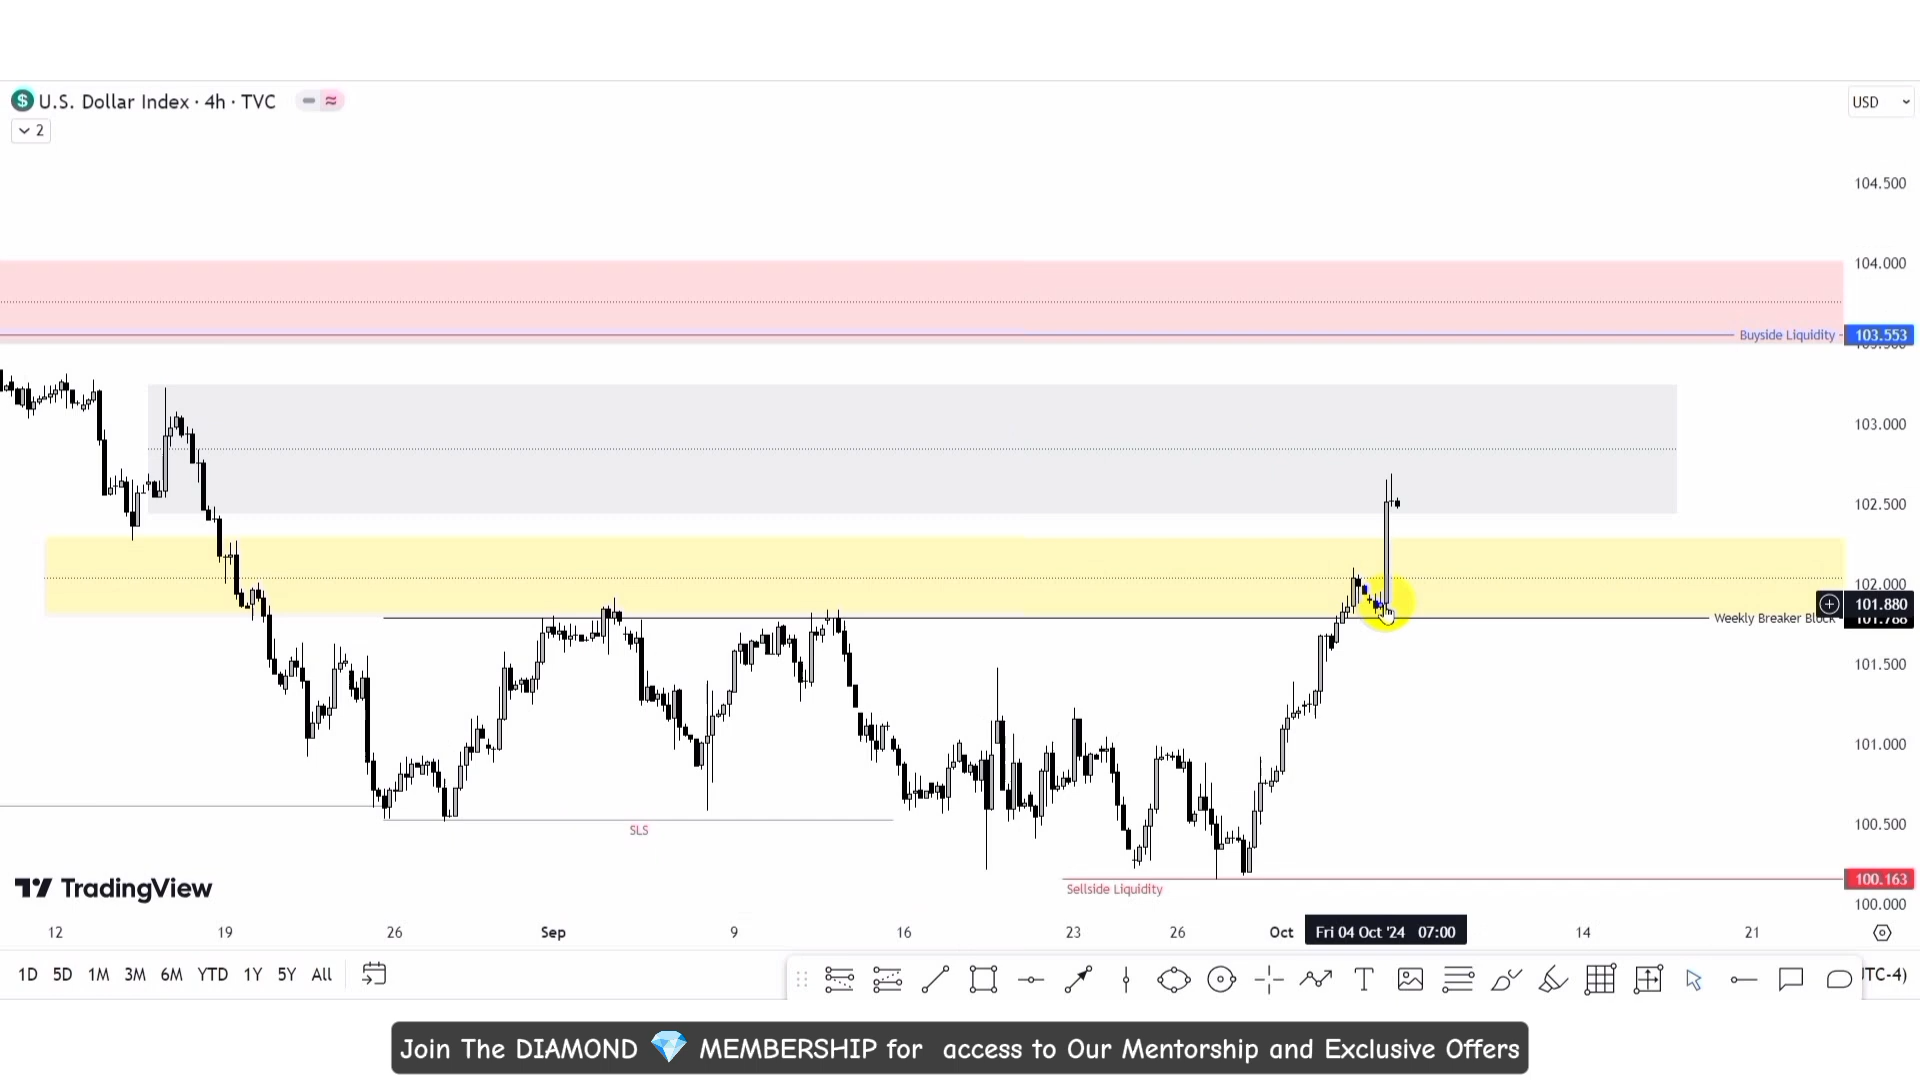 U.S. Dollar Index · 4h · TVC
USD
2
104.500
104.000
Buyside Liquidity
103.553
103.000
102.500
102.000
101.880
Weekly Breaker Block
101.788
101.500
101.000
100.500
SLS
TradingView
Sellside Liquidity
100.163
100.000
12 19 26 Sep 9 16 23 26 Oct Fri 04 Oct '24 07:00 14 21
1D 5D 1M 3M 6M YTD 1Y 5Y All
TC-4)
Join The DIAMOND 💎 MEMBERSHIP for access to Our Mentorship and Exclusive Offers